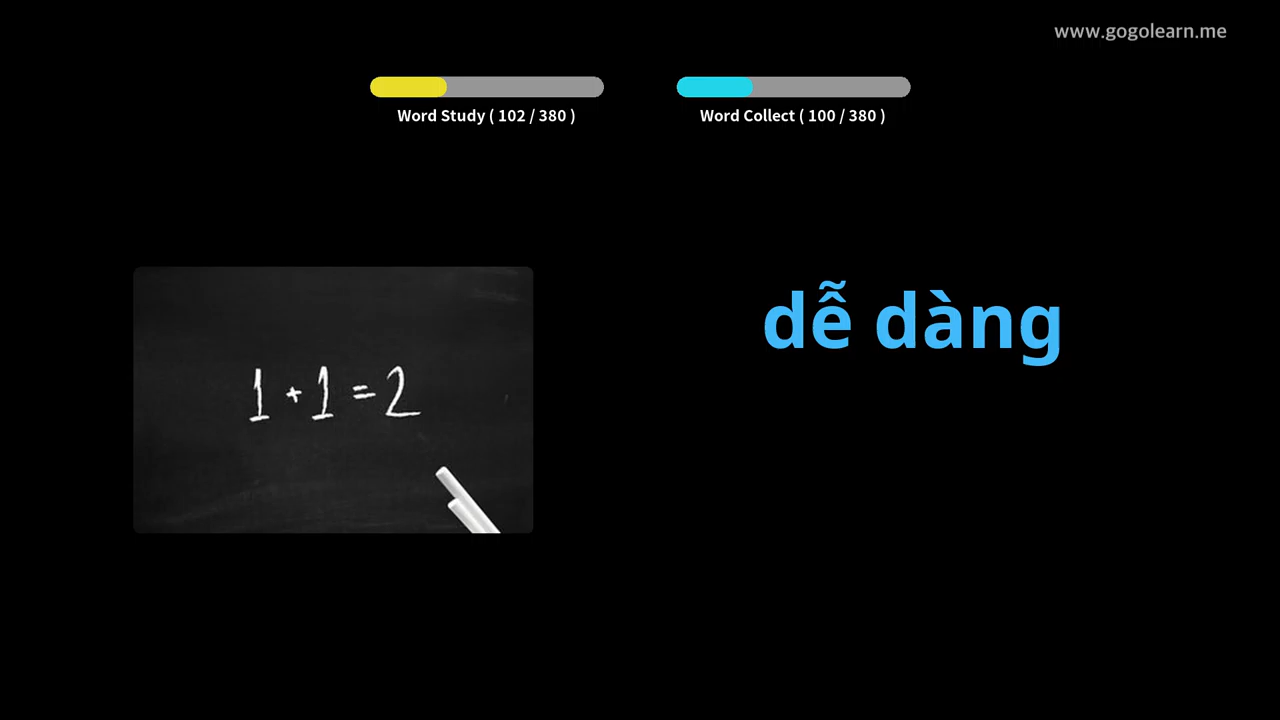 www.gogolearn.me
Word Study ( 102 / 380 )
Word Collect ( 100 / 380 )
dễ dàng
1 + 1 = 2